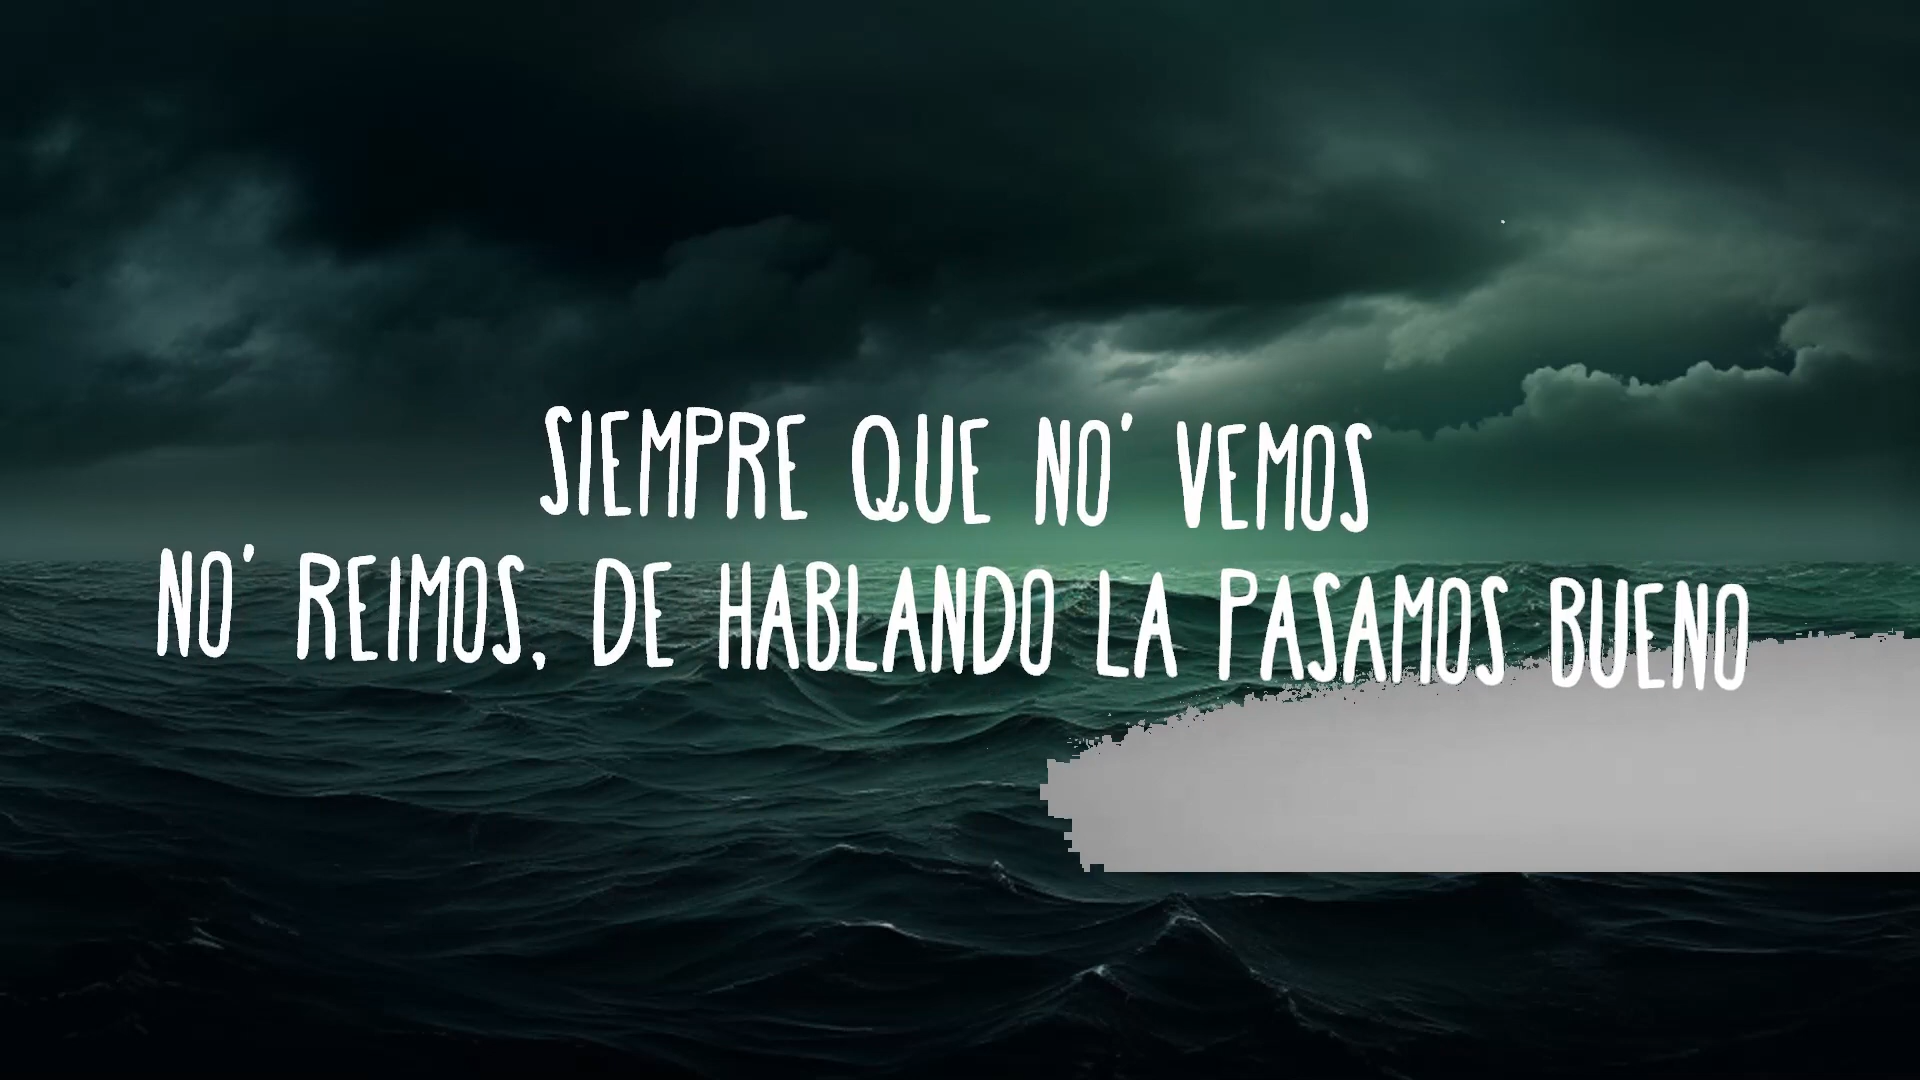 SIEMPRE QUE NO' VEMOS
NO' REIMOS, DE HABLANDO LA PASAMOS BUENO